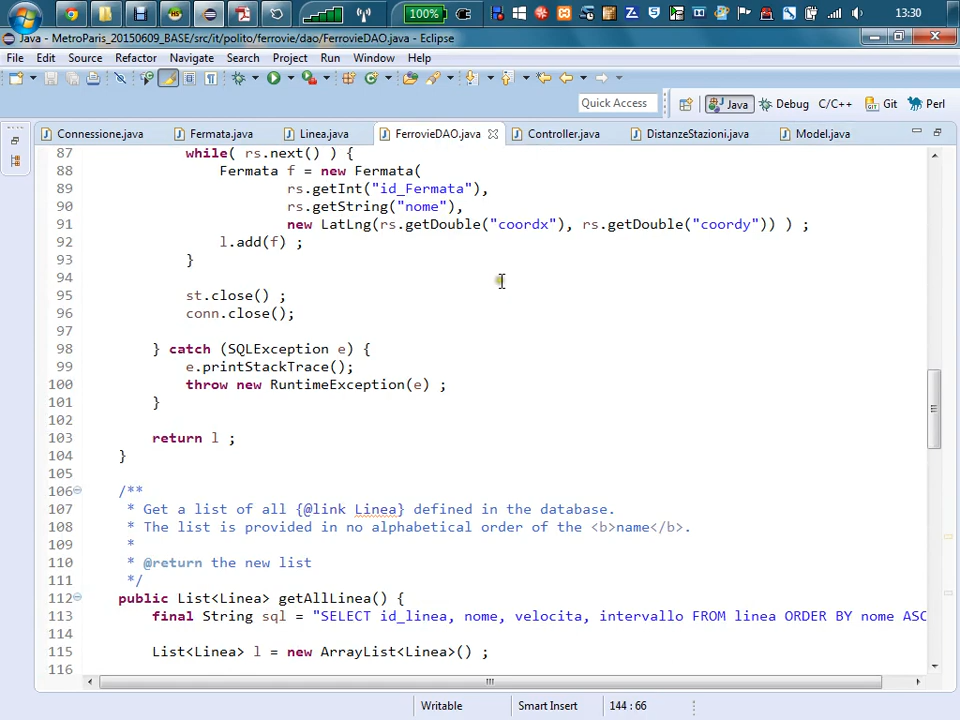 100%
13:30
Java - MetroParis_20150609_BASE/src/it/polito/ferrovie/dao/FerrovieDAO.java - Eclipse
File Edit Source Refactor Navigate Search Project Run Window Help
Quick Access Java Debug C/C++ Git Perl
Connessione.java Fermata.java Linea.java FerrovieDAO.java Controller.java DistanzeStazioni.java Model.java
87 while( rs.next() ) {
88 Fermata f = new Fermata(
89 rs.getInt("id_Fermata"),
90 rs.getString("nome"),
91 new LatLng(rs.getDouble("coordx"), rs.getDouble("coordy")) ) ;
92 l.add(f) ;
93 }
94
95 st.close() ;
96 conn.close();
97
98 } catch (SQLException e) {
99 e.printStackTrace();
100 throw new RuntimeException(e) ;
101 }
102
103 return l ;
104 }
105
106 /**
107 * Get a list of all {@link Linea} defined in the database.
108 * The list is provided in no alphabetical order of the <b>name</b>.
109 *
110 * @return the new list
111 */
112 public List<Linea> getAllLinea() {
113 final String sql = "SELECT id_linea, nome, velocita, intervallo FROM linea ORDER BY nome ASC
114
115 List<Linea> l = new ArrayList<Linea>() ;
116
Writable Smart Insert 144 : 66